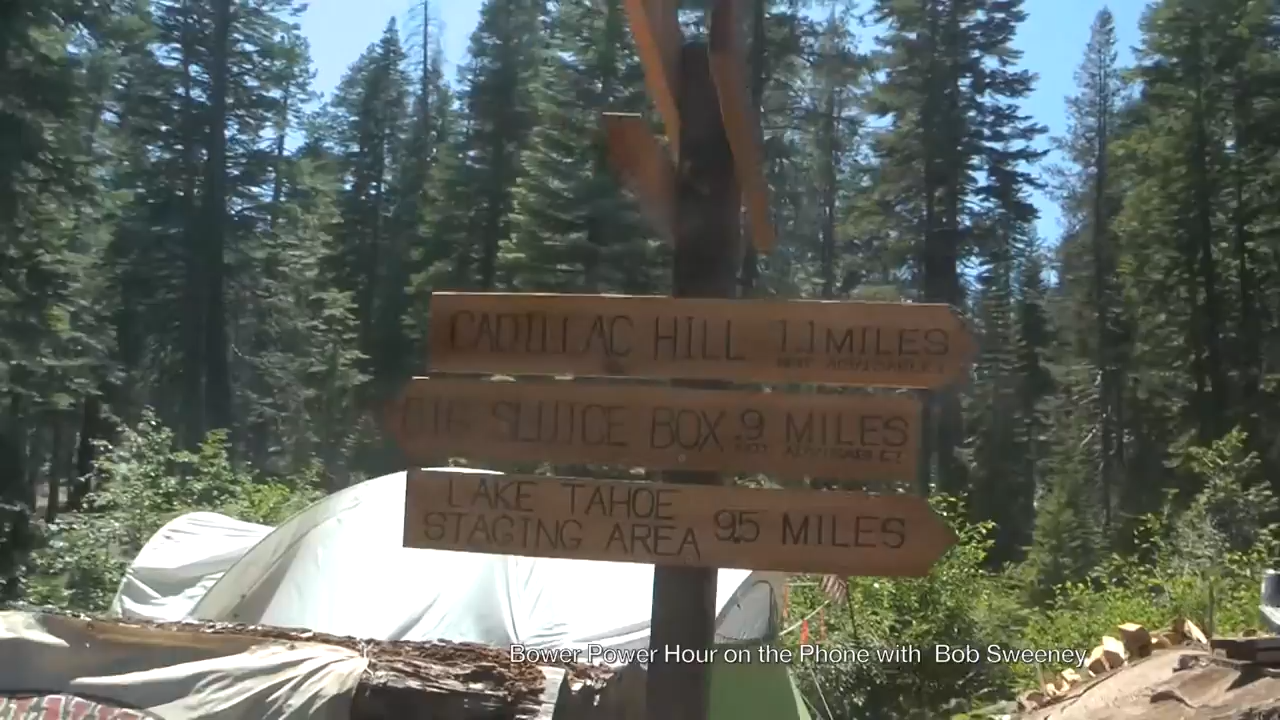 CADILLAC HILL 1.1 MILES
SLUICE BOX 9 MILES
LAKE TAHOE
STAGING AREA 9.5 MILES
Bower Power Hour on the Phone with Bob Sweeney